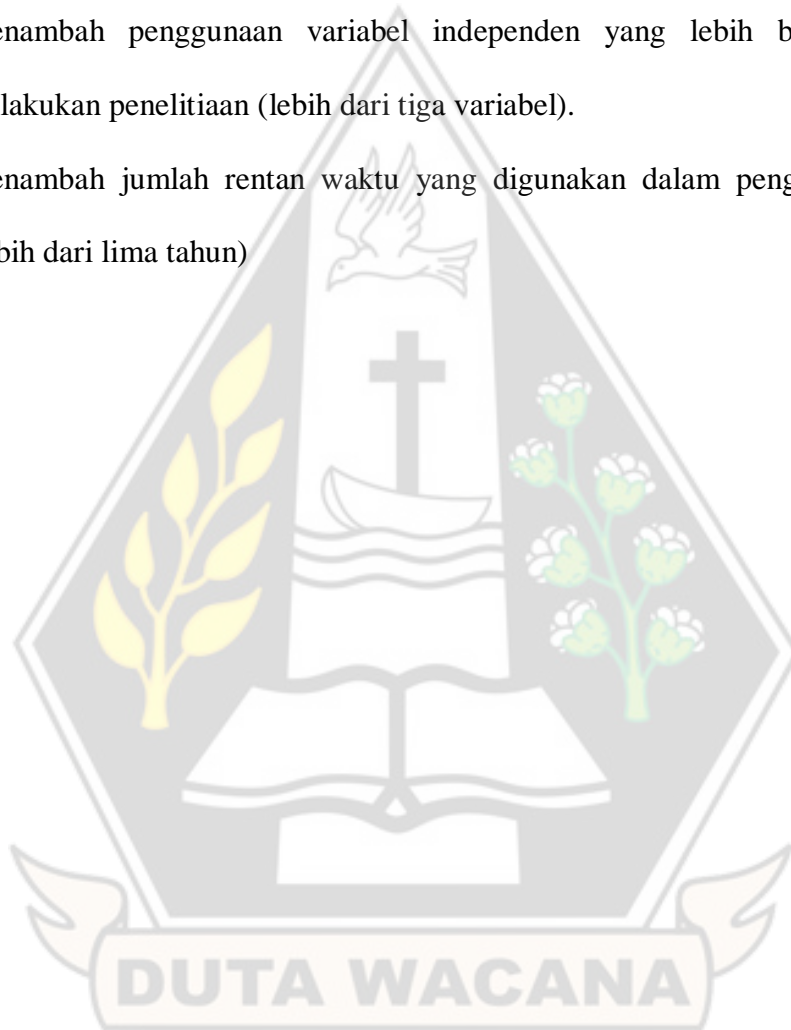 enambah penggunaan variabel independen yang lebih b
lakukan penelitiaan (lebih dari tiga variabel).
enambah jumlah rentan waktu yang digunakan dalam peng
bih dari lima tahun)
DUTA WACANA